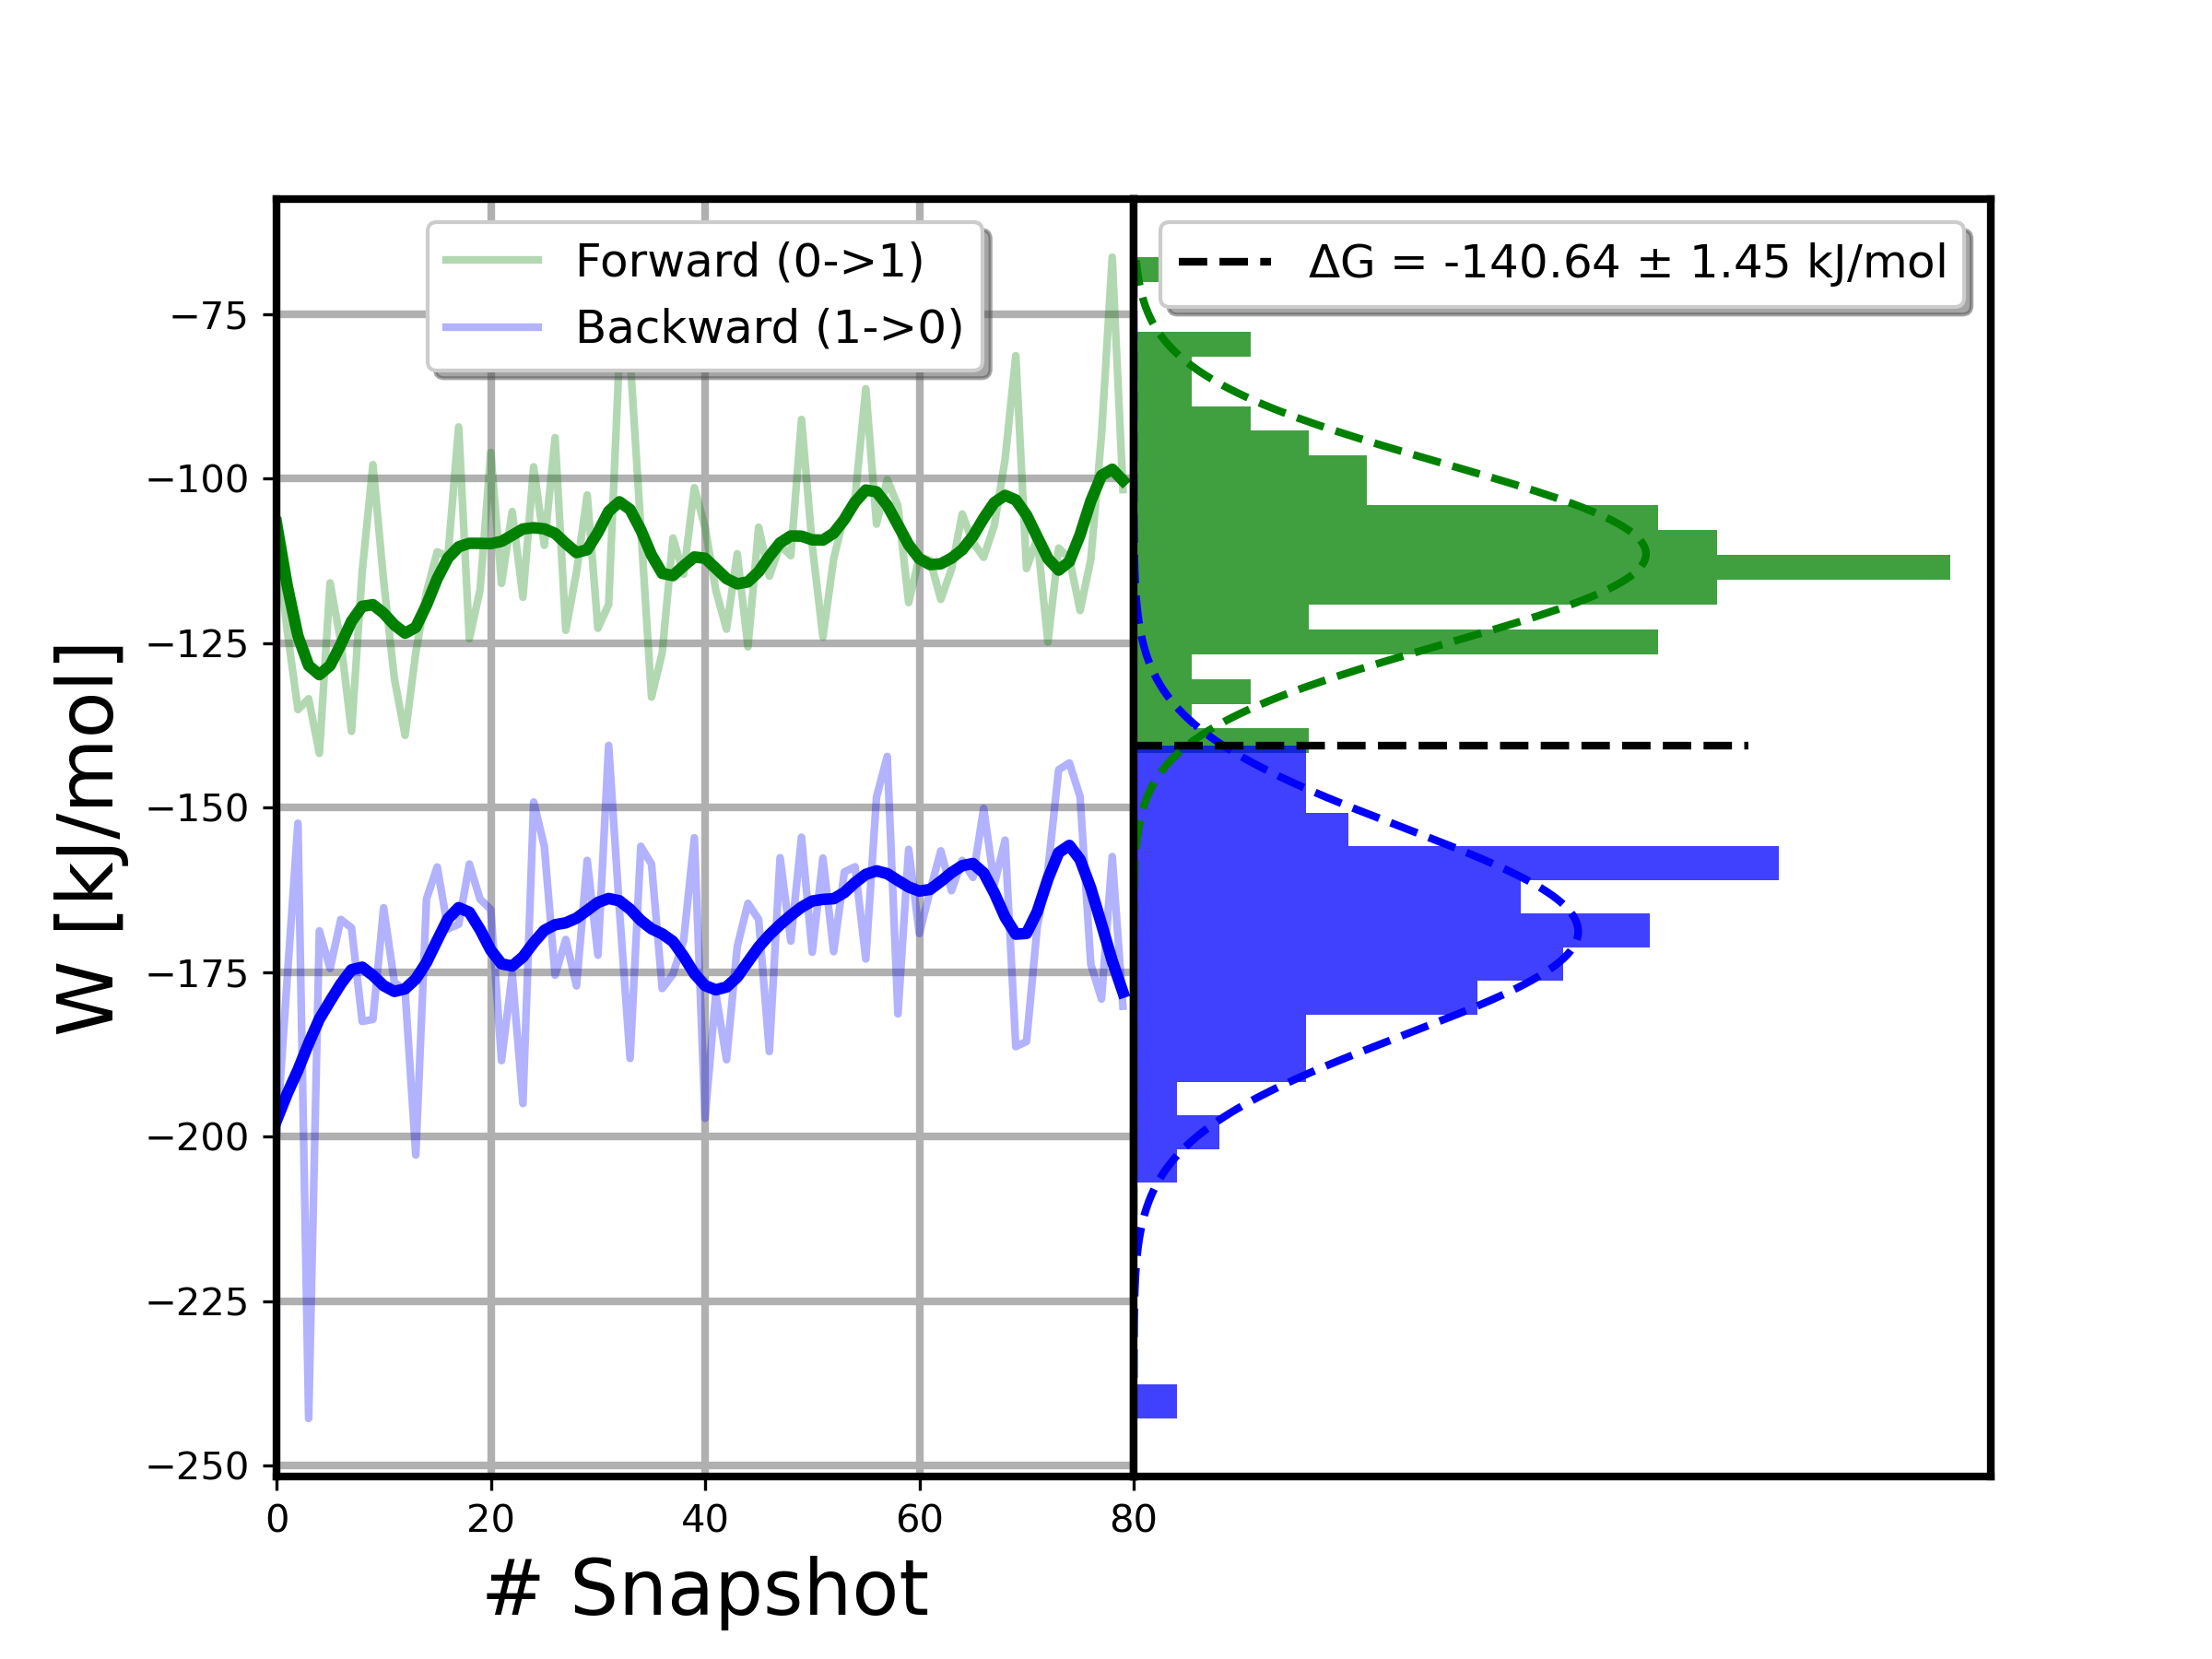 Forward (0->1)
Backward (1->0)
ΔG = -140.64 ± 1.45 kJ/mol
W [kJ/mol]
−75
−100
−125
−150
−175
−200
−225
−250
0 20 40 60 80
# Snapshot